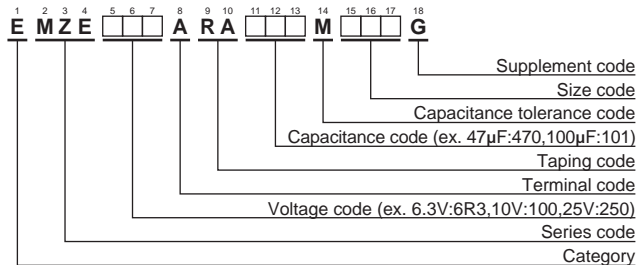 1 2 3 4 5 6 7 8 9 10 11 12 13 14 15 16 17 18
E M Z E A R A M G
Supplement code
Size code
Capacitance tolerance code
Capacitance code (ex. 47µF:470,100µF:101)
Taping code
Terminal code
Voltage code (ex. 6.3V:6R3,10V:100,25V:250)
Series code
Category